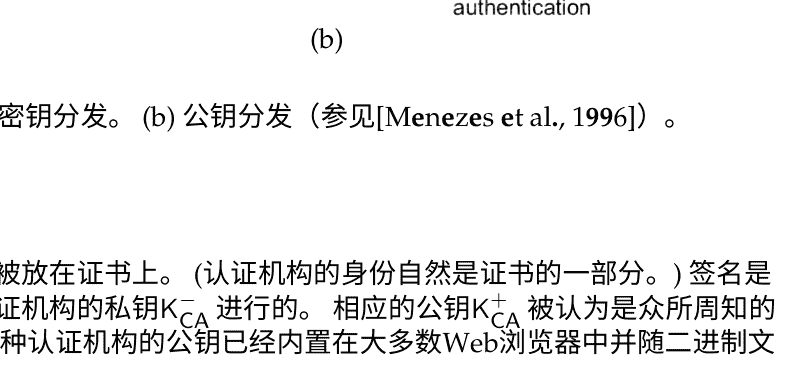 authentication
(b)
密钥分发。 (b) 公钥分发（参见[Menezes et al., 1996]）。
被放在证书上。 (认证机构的身份自然是证书的一部分。) 签名是
证机构的私钥K⁻CA 进行的。 相应的公钥K⁺CA 被认为是众所周知的
种认证机构的公钥已经内置在大多数Web浏览器中并随二进制文